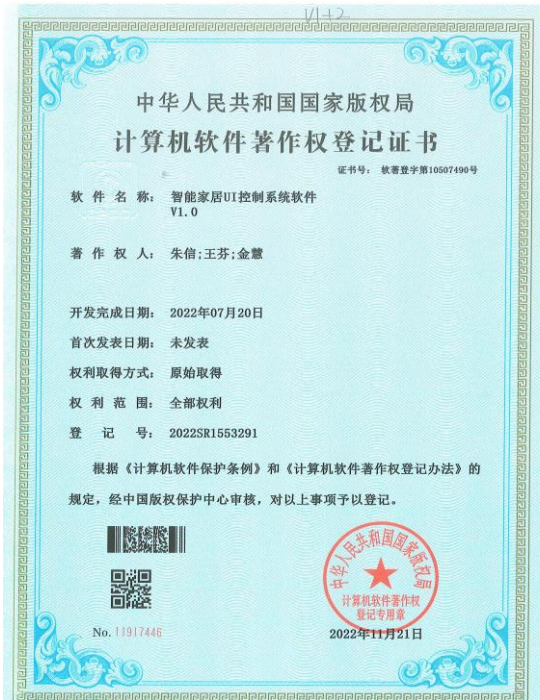 V1+2
中华人民共和国国家版权局
计算机软件著作权登记证书
证书号： 软著登字第10507490号
软件名称： 智能家居UI控制系统软件
V1.0
著作权人： 朱信;王芬;金慧
开发完成日期： 2022年07月20日
首次发表日期： 未发表
权利取得方式： 原始取得
权利范围： 全部权利
登记号： 2022SR1553291
根据《计算机软件保护条例》和《计算机软件著作权登记办法》的
规定，经中国版权保护中心审核，对以上事项予以登记。
中华人民共和国国家版权局
计算机软件著作权
登记专用章
No. 11917446
2022年11月21日